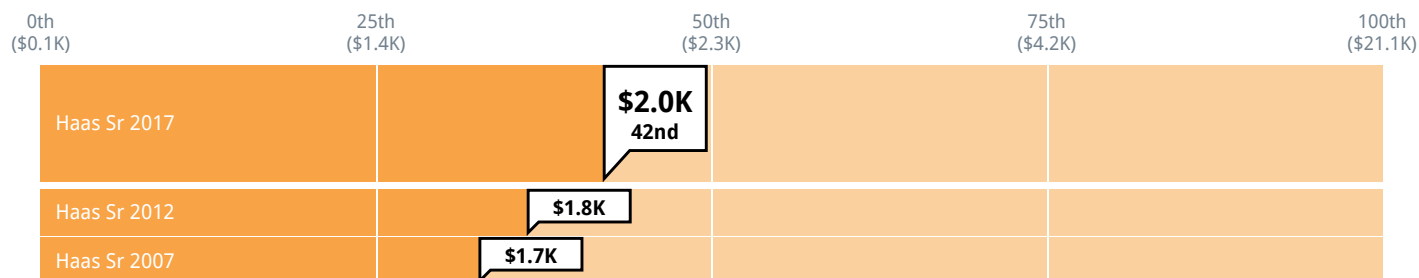 0th 25th 50th 75th 100th
($0.1K) ($1.4K) ($2.3K) ($4.2K) ($21.1K)
$2.0K
Haas Sr 2017
42nd
Haas Sr 2012 $1.8K
Haas Sr 2007 $1.7K